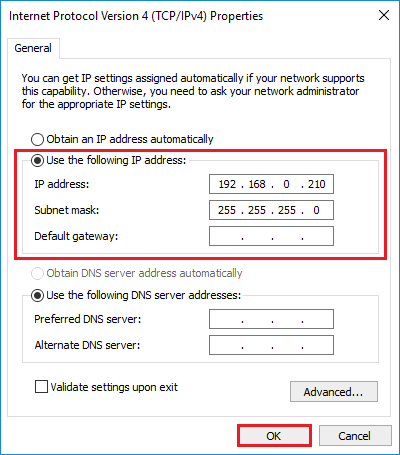 Internet Protocol Version 4 (TCP/IPv4) Properties
General
You can get IP settings assigned automatically if your network supports
this capability. Otherwise, you need to ask your network administrator
for the appropriate IP settings.
Obtain an IP address automatically
Use the following IP address:
IP address: 192 . 168 . 0 . 210
Subnet mask: 255 . 255 . 255 . 0
Default gateway: . . .
Obtain DNS server address automatically
Use the following DNS server addresses:
Preferred DNS server: . . .
Alternate DNS server: . . .
Validate settings upon exit
Advanced...
OK Cancel